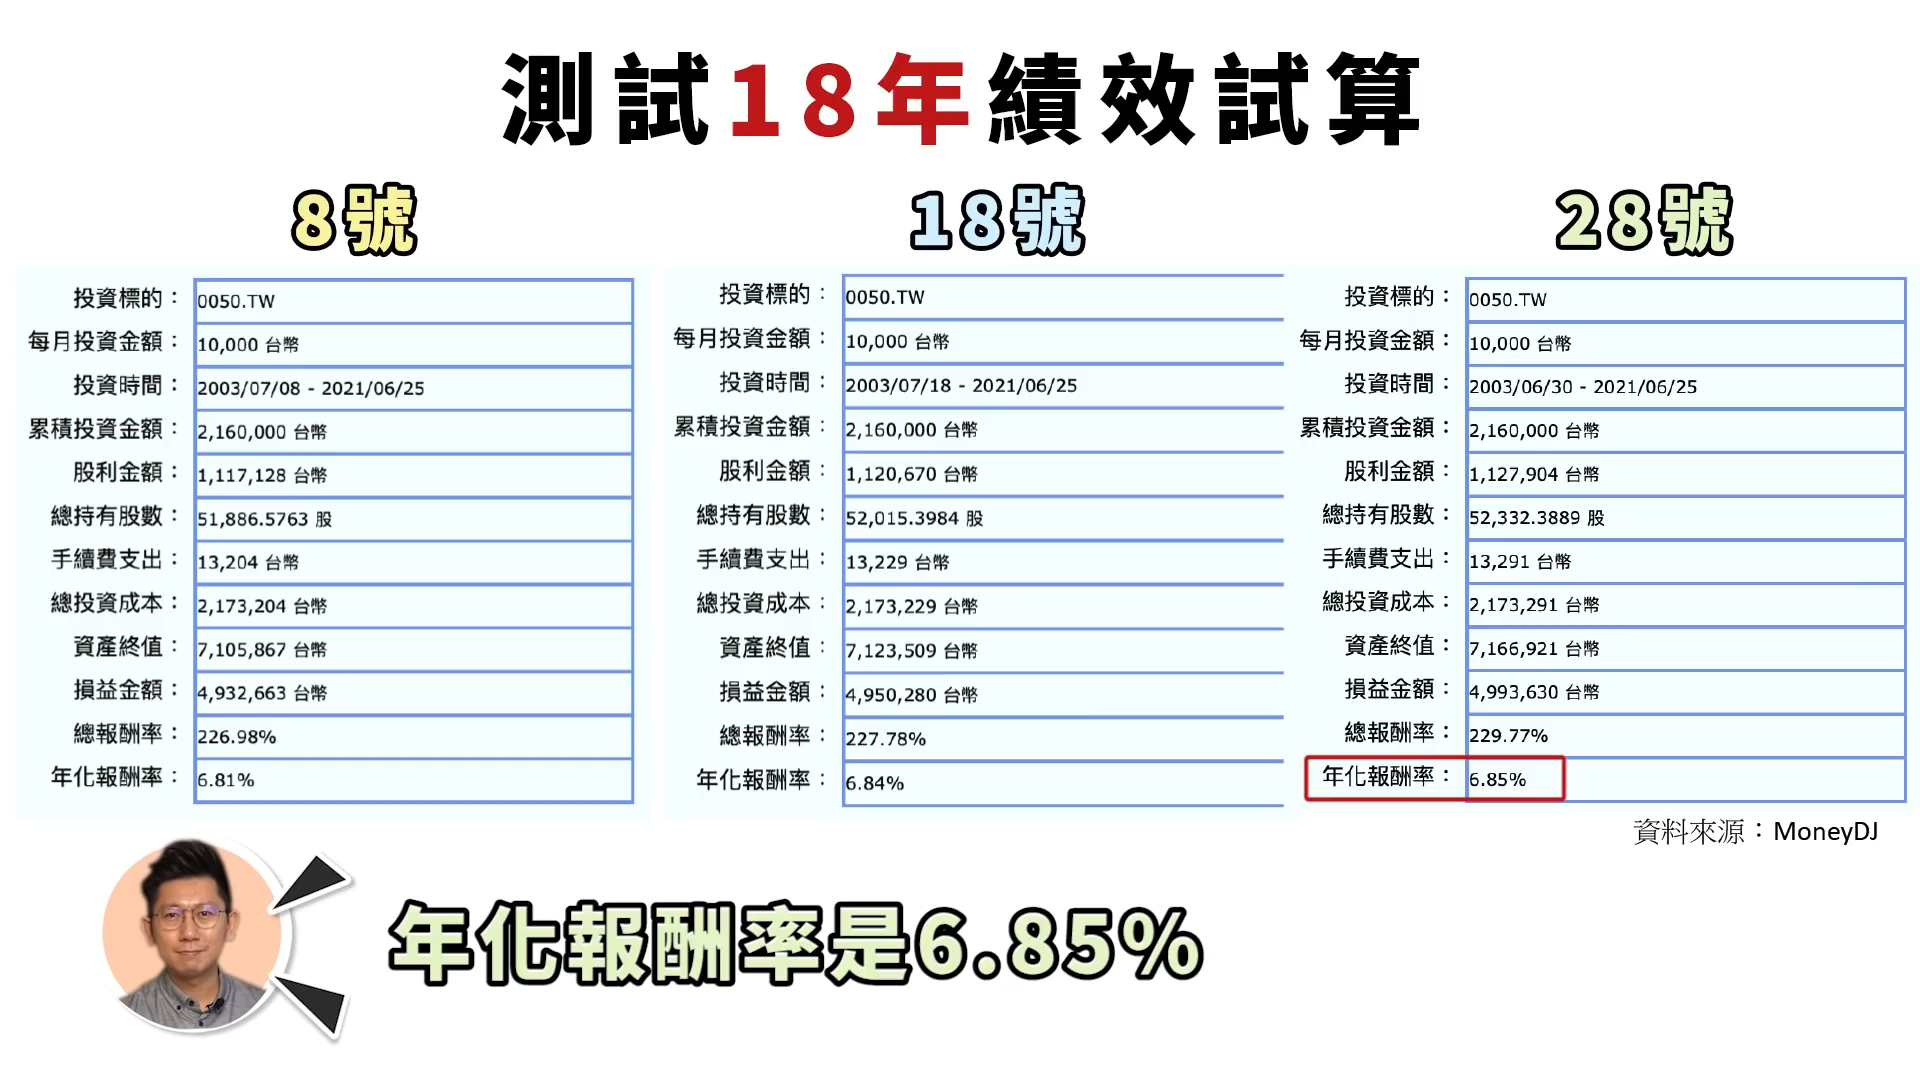 測試18年績效試算
8號
投資標的： 0050.TW
每月投資金額： 10,000 台幣
投資時間： 2003/07/08 - 2021/06/25
累積投資金額： 2,160,000 台幣
股利金額： 1,117,128 台幣
總持有股數： 51,886.5763 股
手續費支出： 13,204 台幣
總投資成本： 2,173,204 台幣
資產終值： 7,105,867 台幣
損益金額： 4,932,663 台幣
總報酬率： 226.98%
年化報酬率： 6.81%
18號
投資標的： 0050.TW
每月投資金額： 10,000 台幣
投資時間： 2003/07/18 - 2021/06/25
累積投資金額： 2,160,000 台幣
股利金額： 1,120,670 台幣
總持有股數： 52,015.3984 股
手續費支出： 13,229 台幣
總投資成本： 2,173,229 台幣
資產終值： 7,123,509 台幣
損益金額： 4,950,280 台幣
總報酬率： 227.78%
年化報酬率： 6.84%
28號
投資標的： 0050.TW
每月投資金額： 10,000 台幣
投資時間： 2003/06/30 - 2021/06/25
累積投資金額： 2,160,000 台幣
股利金額： 1,127,904 台幣
總持有股數： 52,332.3889 股
手續費支出： 13,291 台幣
總投資成本： 2,173,291 台幣
資產終值： 7,166,921 台幣
損益金額： 4,993,630 台幣
總報酬率： 229.77%
年化報酬率： 6.85%
資料來源：MoneyDJ
年化報酬率是6.85%